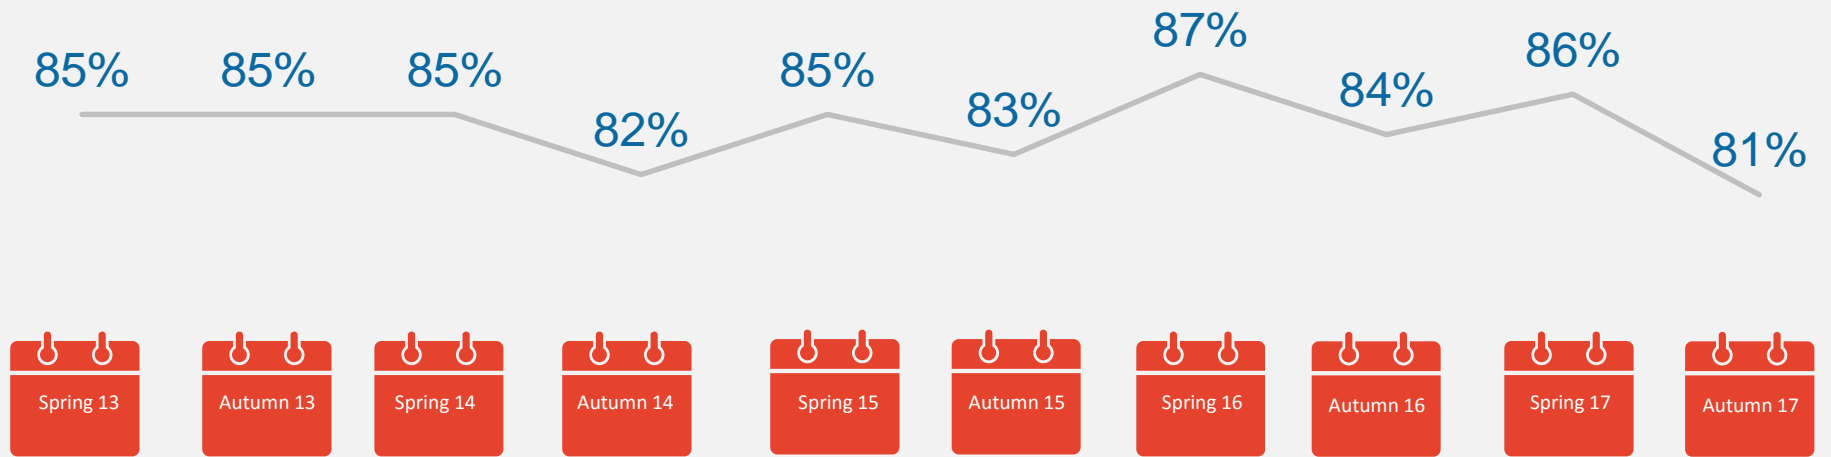 85%
85%
85%
82%
85%
83%
87%
84%
86%
81%
Spring 13
Autumn 13
Spring 14
Autumn 14
Spring 15
Autumn 15
Spring 16
Autumn 16
Spring 17
Autumn 17